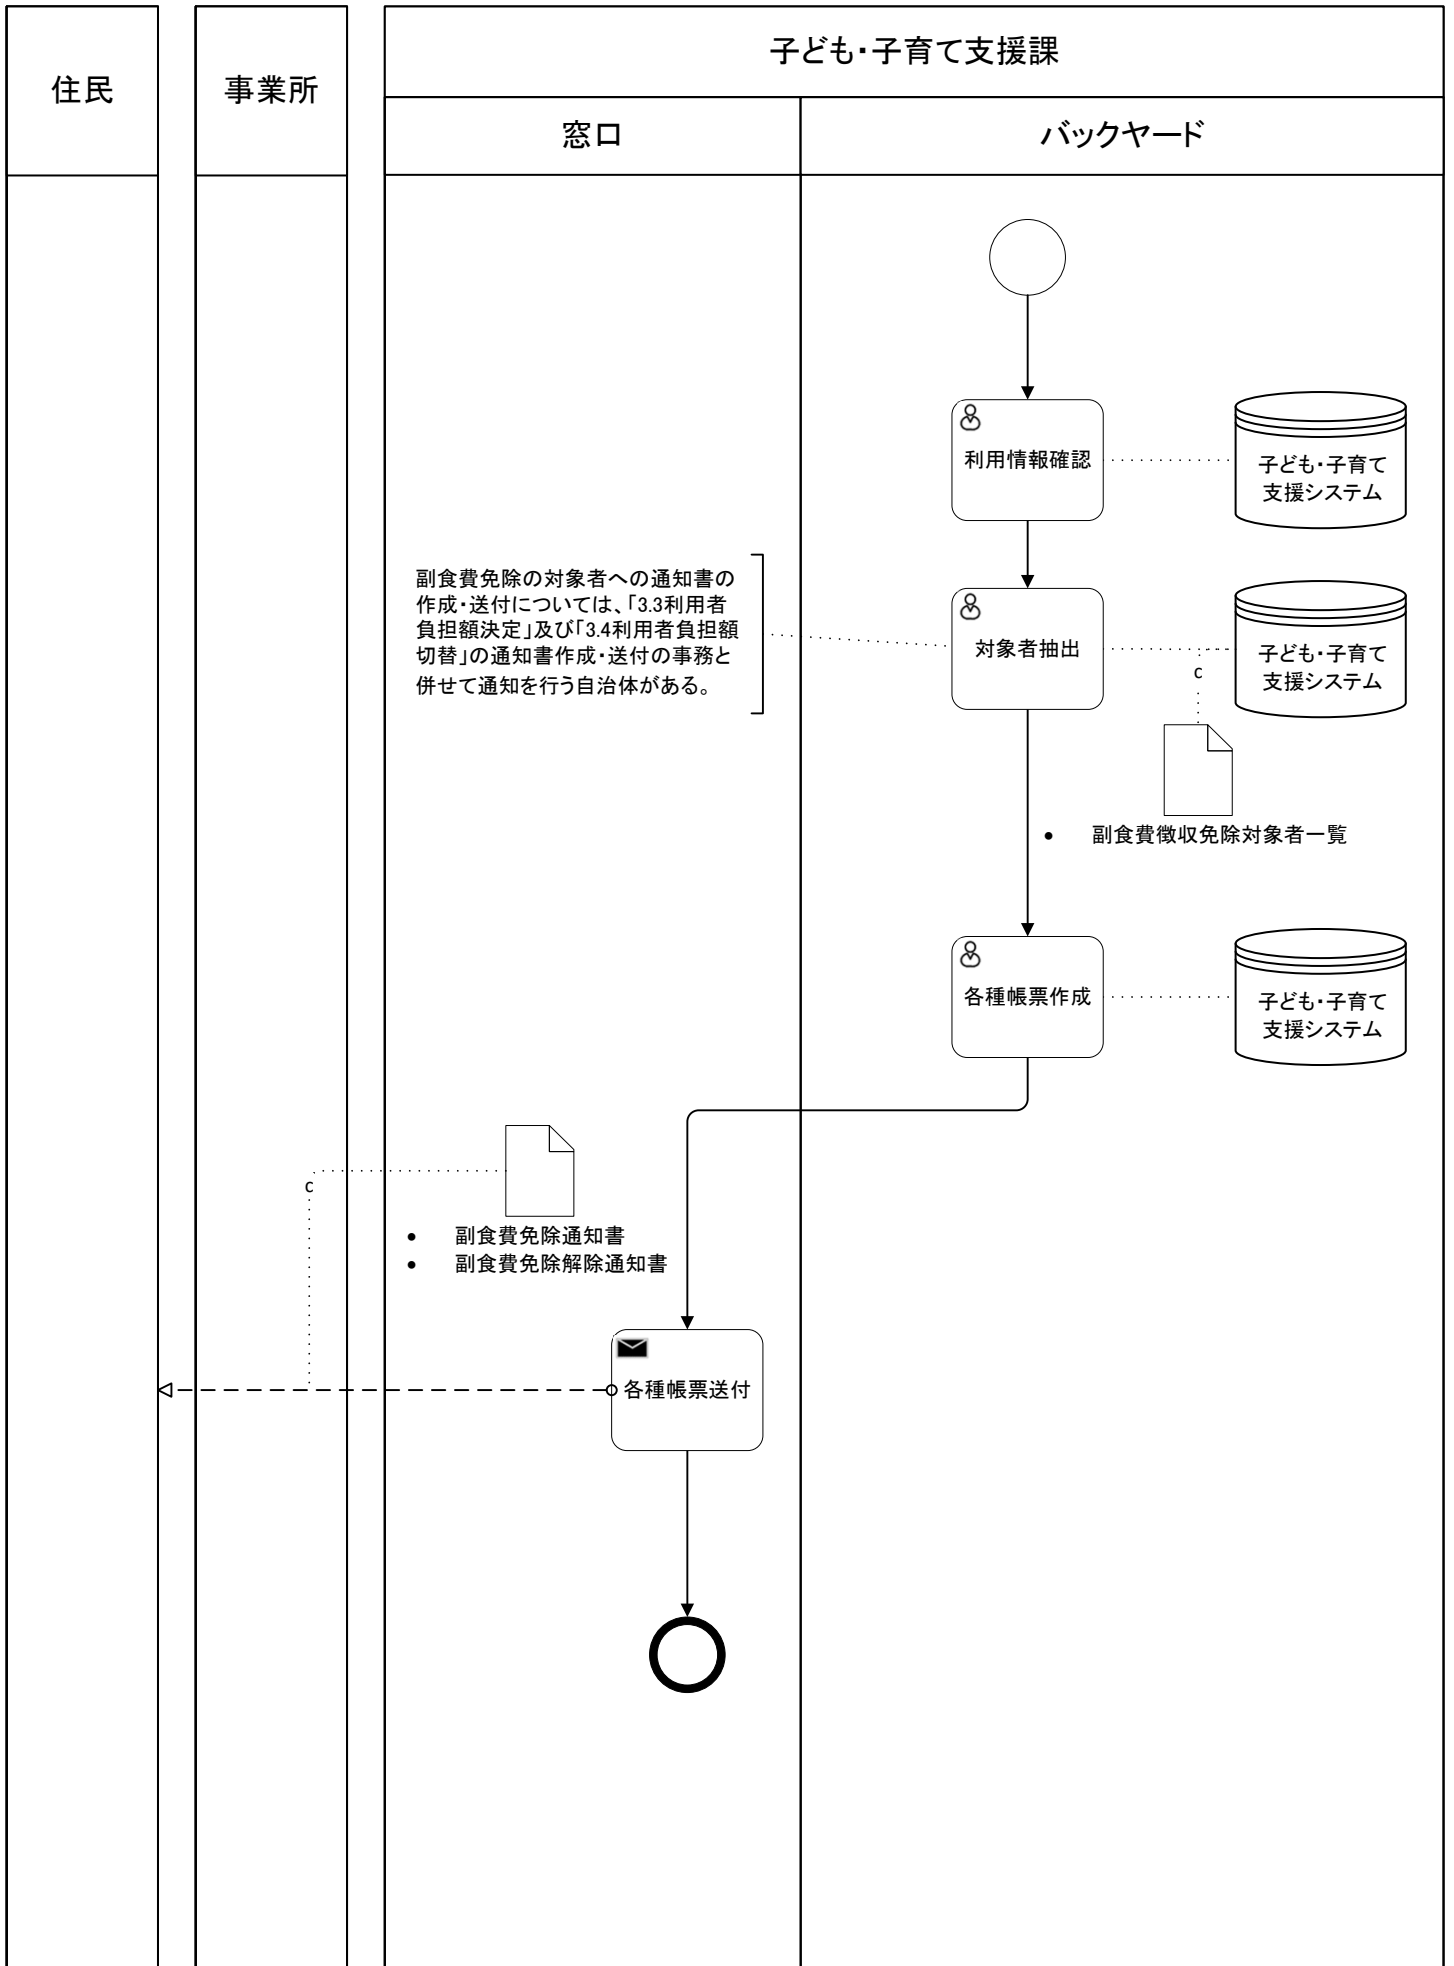 住民
事業所
子ども・子育て支援課
窓口
バックヤード
利用情報確認
子ども・子育て
支援システム
副食費免除の対象者への通知書の
作成・送付については、「3.3利用者
負担額決定」及び「3.4利用者負担額
切替」の通知書作成・送付の事務と
併せて通知を行う自治体がある。
対象者抽出
子ども・子育て
支援システム
c
● 副食費徴収免除対象者一覧
各種帳票作成
子ども・子育て
支援システム
c
● 副食費免除通知書
● 副食費免除解除通知書
各種帳票送付